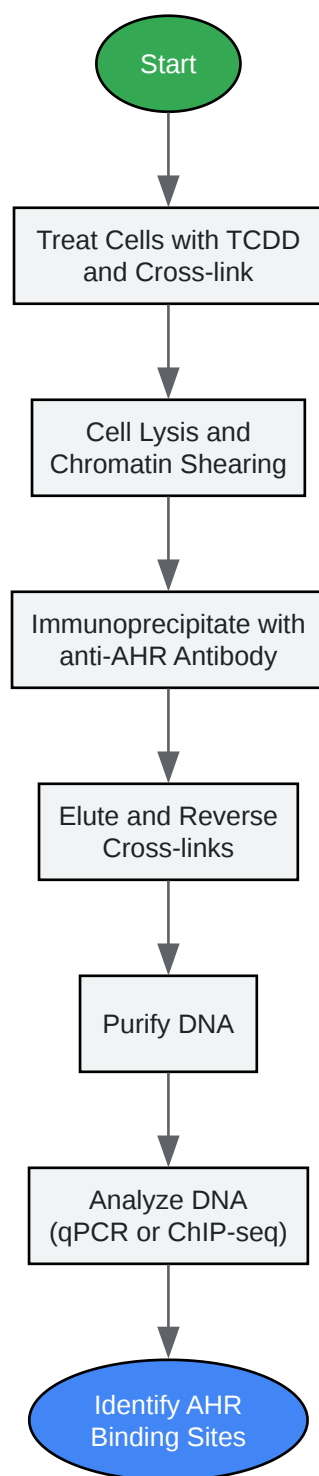 Start
Treat Cells with TCDD
and Cross-link
Cell Lysis and
Chromatin Shearing
Immunoprecipitate with
anti-AHR Antibody
Elute and Reverse
Cross-links
Purify DNA
Analyze DNA
(qPCR or ChIP-seq)
Identify AHR
Binding Sites